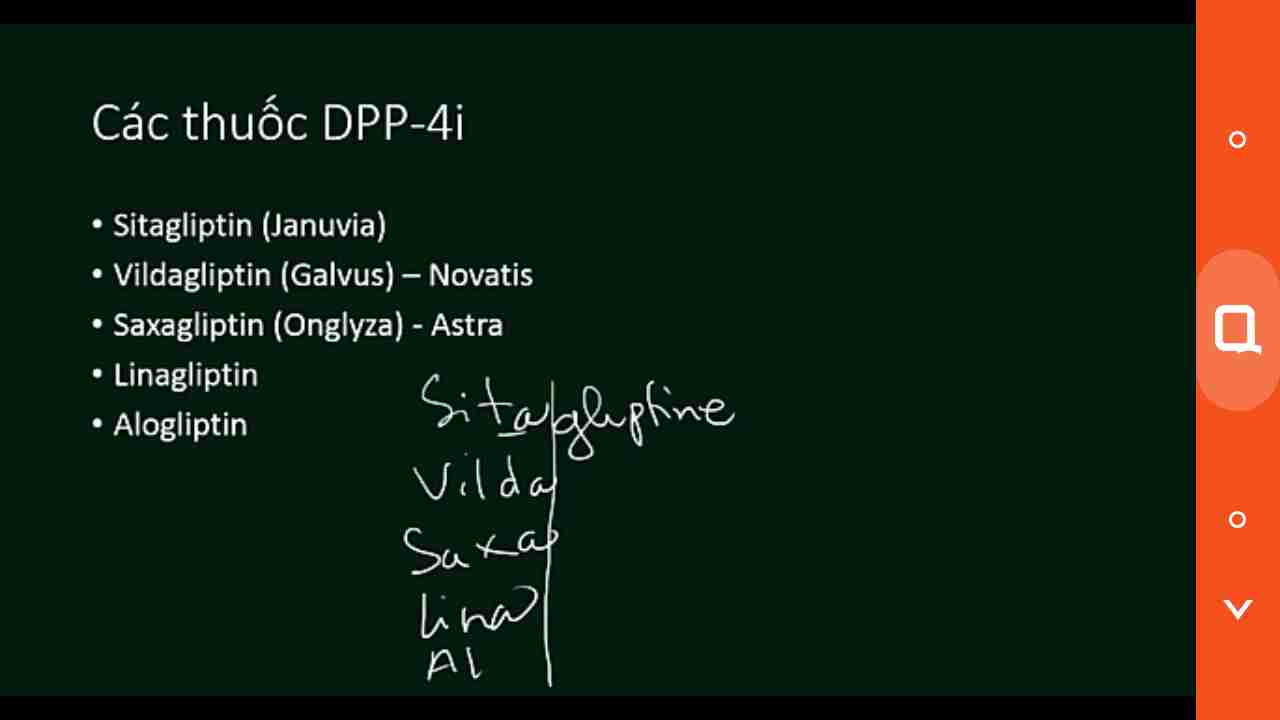 Các thuốc DPP-4i
• Sitagliptin (Januvia)
• Vildagliptin (Galvus) – Novatis
• Saxagliptin (Onglyza) - Astra
• Linagliptin
• Alogliptin
Sitagliptine
Vilda
Saxa
Lina
Al